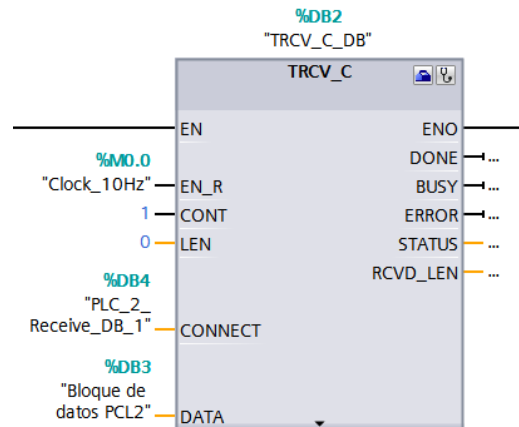 %DB2
"TRCV_C_DB"
TRCV_C
EN ENO
%M0.0 DONE ...
"Clock_10Hz" EN_R BUSY ...
1 CONT ERROR ...
0 LEN STATUS ...
%DB4 RCVD_LEN ...
"PLC_2_
Receive_DB_1" CONNECT
%DB3
"Bloque de
datos PCL2" DATA